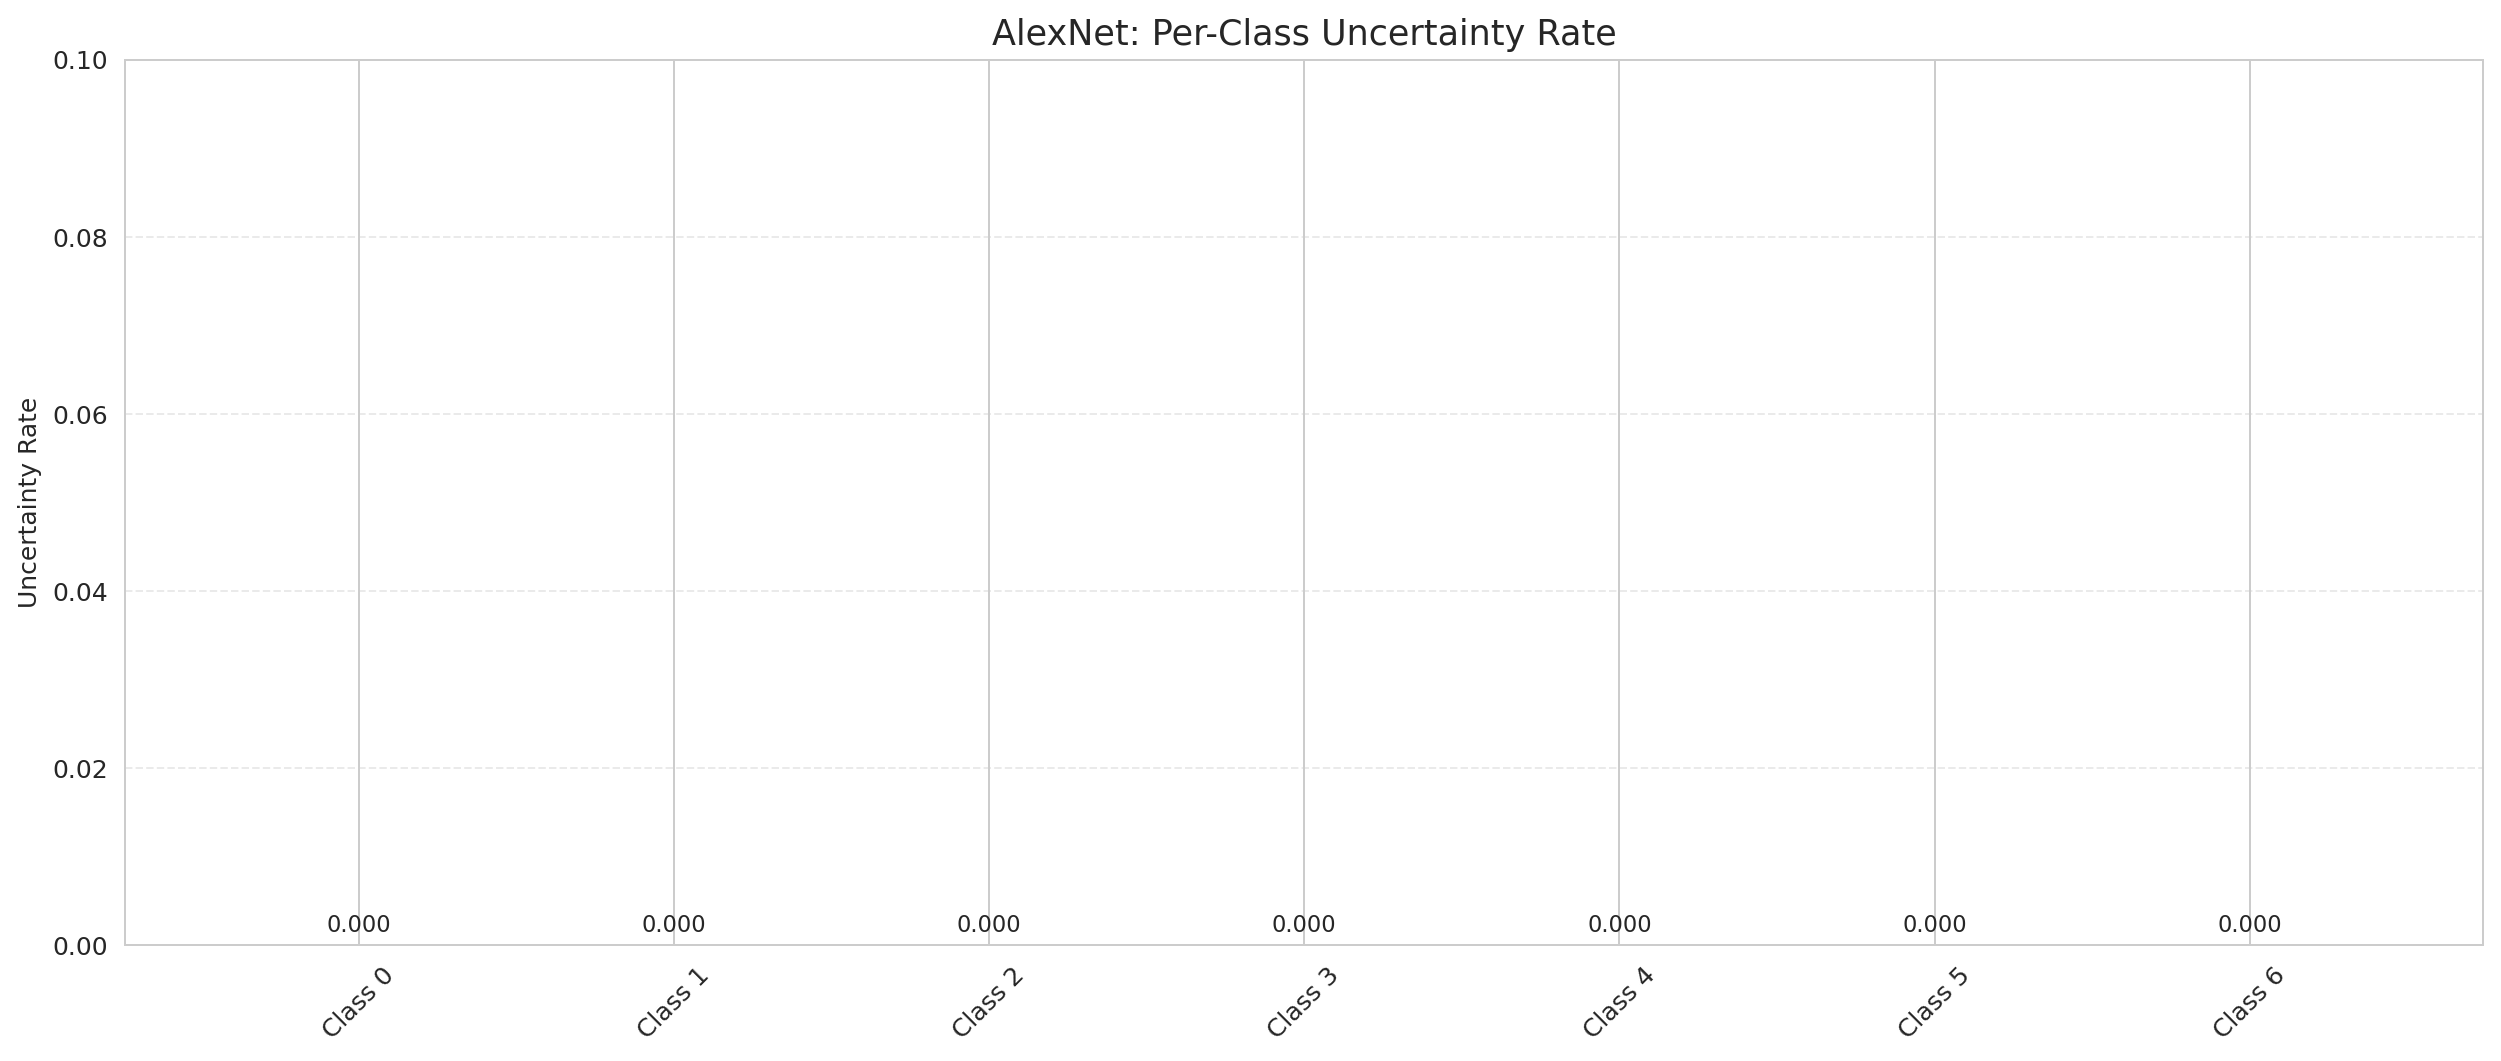 AlexNet: Per-Class Uncertainty Rate
Uncertainty Rate
0.10
0.08
0.06
0.04
0.02
0.00
0.000 0.000 0.000 0.000 0.000 0.000 0.000
Class 0 Class 1 Class 2 Class 3 Class 4 Class 5 Class 6